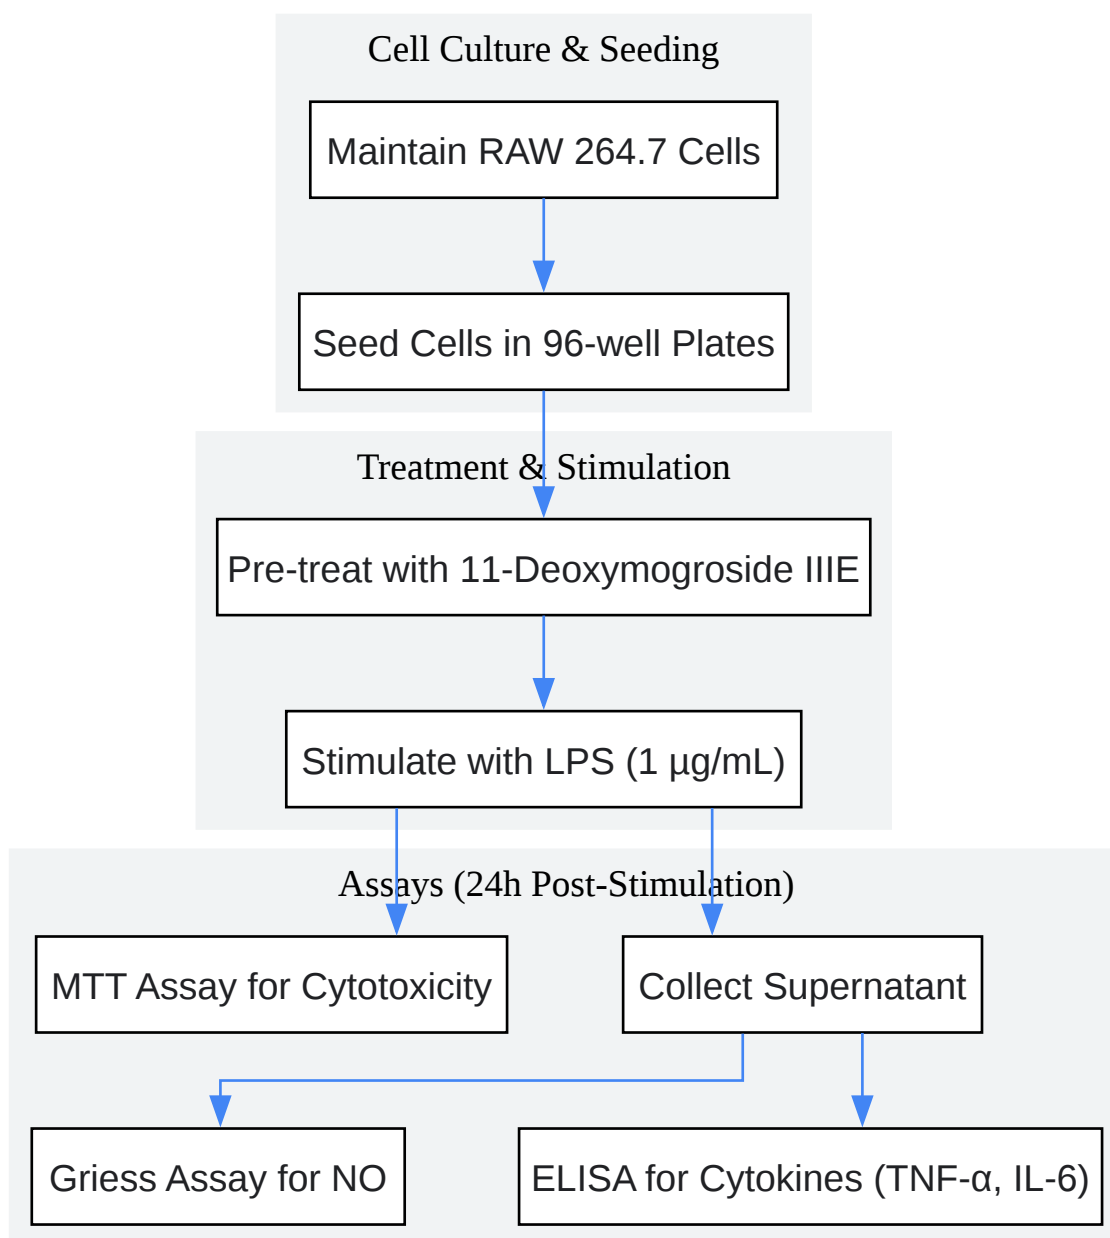 Cell Culture & Seeding
Maintain RAW 264.7 Cells
Seed Cells in 96-well Plates
Treatment & Stimulation
Pre-treat with 11-Deoxymogroside IIIE
Stimulate with LPS (1 µg/mL)
Assays (24h Post-Stimulation)
MTT Assay for Cytotoxicity
Collect Supernatant
Griess Assay for NO
ELISA for Cytokines (TNF-α, IL-6)